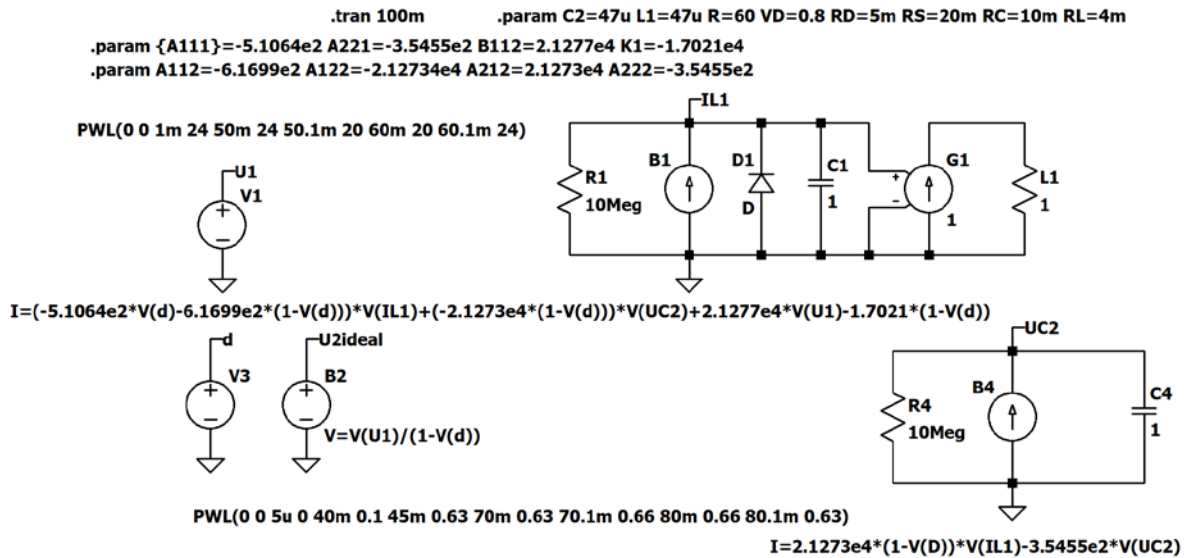 .tran 100m .param C2=47u L1=47u R=60 VD=0.8 RD=5m RS=20m RC=10m RL=4m
.param {A111}=-5.1064e2 A221=-3.5455e2 B112=2.1277e4 K1=-1.7021e4
.param A112=-6.1699e2 A122=-2.12734e4 A212=2.1273e4 A222=-3.5455e2
IL1
PWL(0 0 1m 24 50m 24 50.1m 20 60m 20 60.1m 24)
U1
V1
R1
10Meg
B1
D1
D
C1
1
G1
1
L1
1
I=(-5.1064e2*V(d)-6.1699e2*(1-V(d)))*V(IL1)+(-2.1273e4*(1-V(d)))*V(UC2)+2.1277e4*V(U1)-1.7021*(1-V(d))
d
V3
U2ideal
B2
V=V(U1)/(1-V(d))
UC2
R4
10Meg
B4
C4
1
PWL(0 0 5u 0 40m 0.1 45m 0.63 70m 0.63 70.1m 0.66 80m 0.66 80.1m 0.63)
I=2.1273e4*(1-V(D))*V(IL1)-3.5455e2*V(UC2)